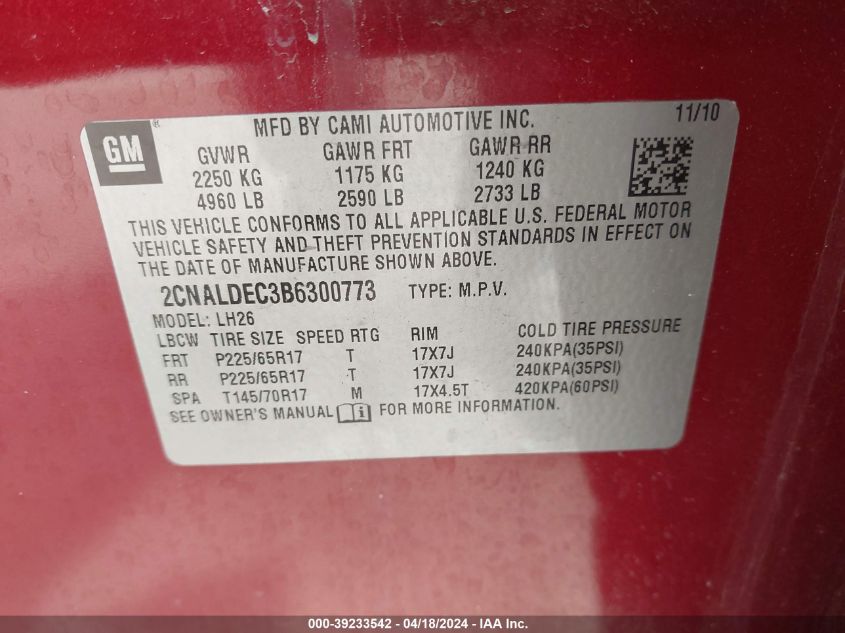 GM®
MFD BY CAMI AUTOMOTIVE INC. 11/10
GVWR GAWR FRT GAWR RR
2250 KG 1175 KG 1240 KG
4960 LB 2590 LB 2733 LB
THIS VEHICLE CONFORMS TO ALL APPLICABLE U.S. FEDERAL MOTOR
VEHICLE SAFETY AND THEFT PREVENTION STANDARDS IN EFFECT ON
THE DATE OF MANUFACTURE SHOWN ABOVE.
2CNALDEC3B6300773 TYPE: M.P.V.
MODEL: LH26
LBCW TIRE SIZE SPEED RTG RIM COLD TIRE PRESSURE
FRT P225/65R17 T 17X7J 240KPA(35PSI)
RR P225/65R17 T 17X7J 240KPA(35PSI)
SPA T145/70R17 M 17X4.5T 420KPA(60PSI)
SEE OWNER'S MANUAL i FOR MORE INFORMATION.
000-39233542 - 04/18/2024 - IAA Inc.